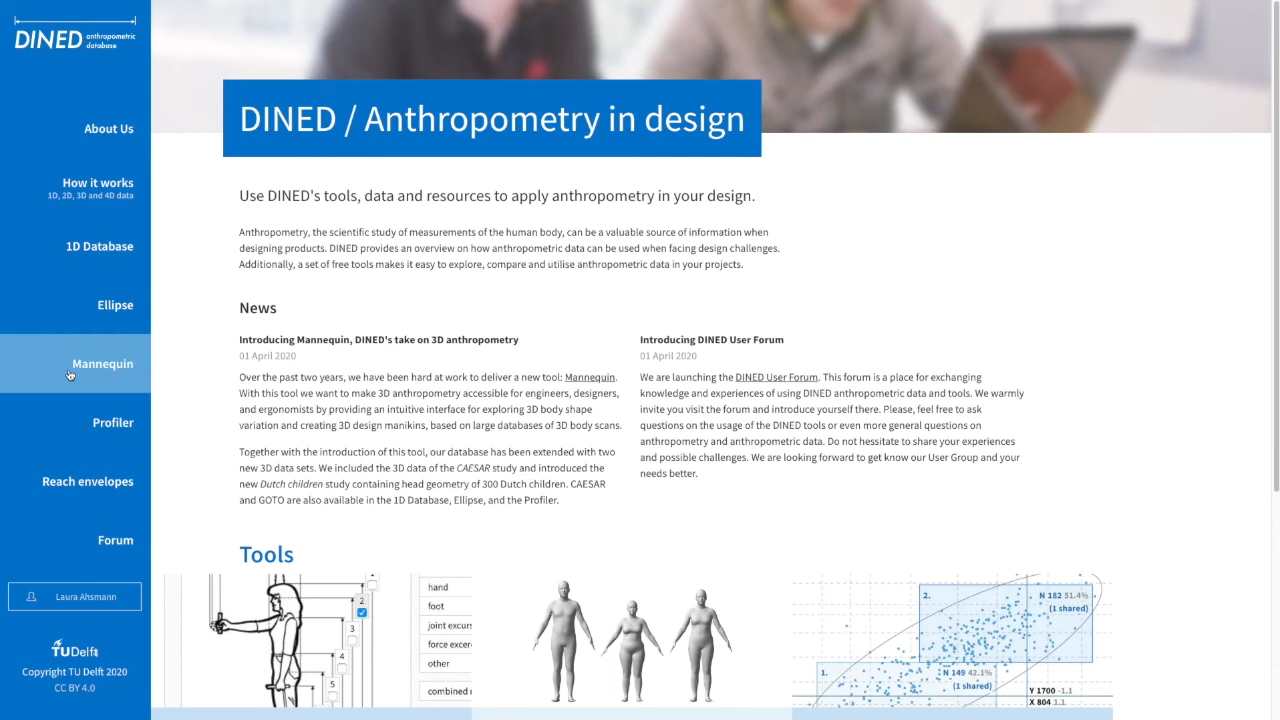 DINED anthropometric
database
About Us
How it works
1D, 2D, 3D and 4D data
1D Database
Ellipse
Mannequin
Profiler
Reach envelopes
Forum
Laura Ahsmann
TUDelft
Copyright TU Delft 2020
CC BY 4.0
DINED / Anthropometry in design
Use DINED's tools, data and resources to apply anthropometry in your design.
Anthropometry, the scientific study of measurements of the human body, can be a valuable source of information when
designing products. DINED provides an overview on how anthropometric data can be used when facing design challenges.
Additionally, a set of free tools makes it easy to explore, compare and utilise anthropometric data in your projects.
News
Introducing Mannequin, DINED's take on 3D anthropometry
01 April 2020
Over the past two years, we have been hard at work to deliver a new tool: Mannequin.
With this tool we want to make 3D anthropometry accessible for engineers, designers,
and ergonomists by providing an intuitive interface for exploring 3D body shape
variation and creating 3D design manikins, based on large databases of 3D body scans.
Together with the introduction of this tool, our database has been extended with two
new 3D data sets. We included the 3D data of the CAESAR study and introduced the
new Dutch children study containing head geometry of 300 Dutch children. CAESAR
and GOTO are also available in the 1D Database, Ellipse, and the Profiler.
Introducing DINED User Forum
01 April 2020
We are launching the DINED User Forum. This forum is a place for exchanging
knowledge and experiences of using DINED anthropometric data and tools. We warmly
invite you visit the forum and introduce yourself there. Please, feel free to ask
questions on the usage of the DINED tools or even more general questions on
anthropometry and anthropometric data. Do not hessitate to share your experiences
and possible challenges. We are looking forward to get know our User Group and your
needs better.
Tools
2
3
4
5
hand
foot
joint excurs
force exce
other
combined
2.
N 182 51.4%
(1 shared)
1.
N 149 42.1%
(1 shared)
Y 1700 -1.1
X 804 1.1